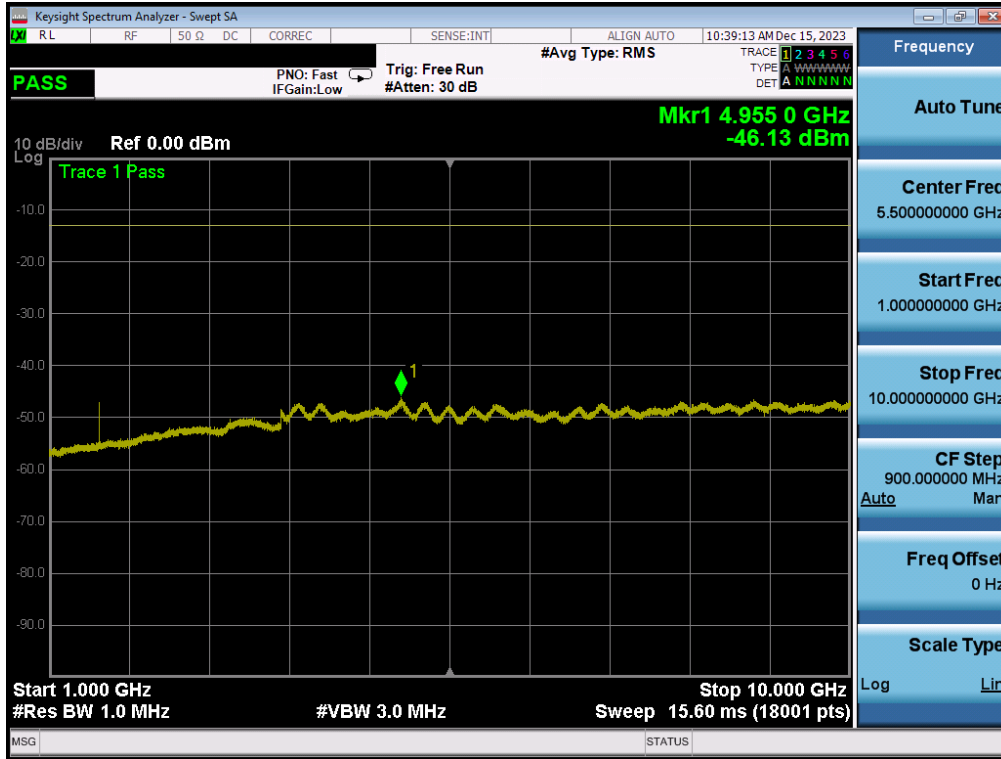 Keysight Spectrum Analyzer - Swept SA
LXI RL RF 50 Ω DC CORREC SENSE:INT ALIGN AUTO 10:39:13 AM Dec 15, 2023
PASS
PNO: Fast
IFGain:Low
Trig: Free Run
#Atten: 30 dB
#Avg Type: RMS
TRACE 1 2 3 4 5 6
TYPE A WWWWW
DET A N N N N N
Mkr1 4.955 0 GHz
-46.13 dBm
10 dB/div
Log
Ref 0.00 dBm
Trace 1 Pass
-10.0
-20.0
-30.0
-40.0
1
-50.0
-60.0
-70.0
-80.0
-90.0
Start 1.000 GHz
Stop 10.000 GHz
#Res BW 1.0 MHz
#VBW 3.0 MHz
Sweep 15.60 ms (18001 pts)
MSG
STATUS
Frequency
Auto Tune
Center Freq
5.500000000 GHz
Start Freq
1.000000000 GHz
Stop Freq
10.000000000 GHz
CF Step
900.000000 MHz
Auto Man
Freq Offset
0 Hz
Scale Type
Log Lin